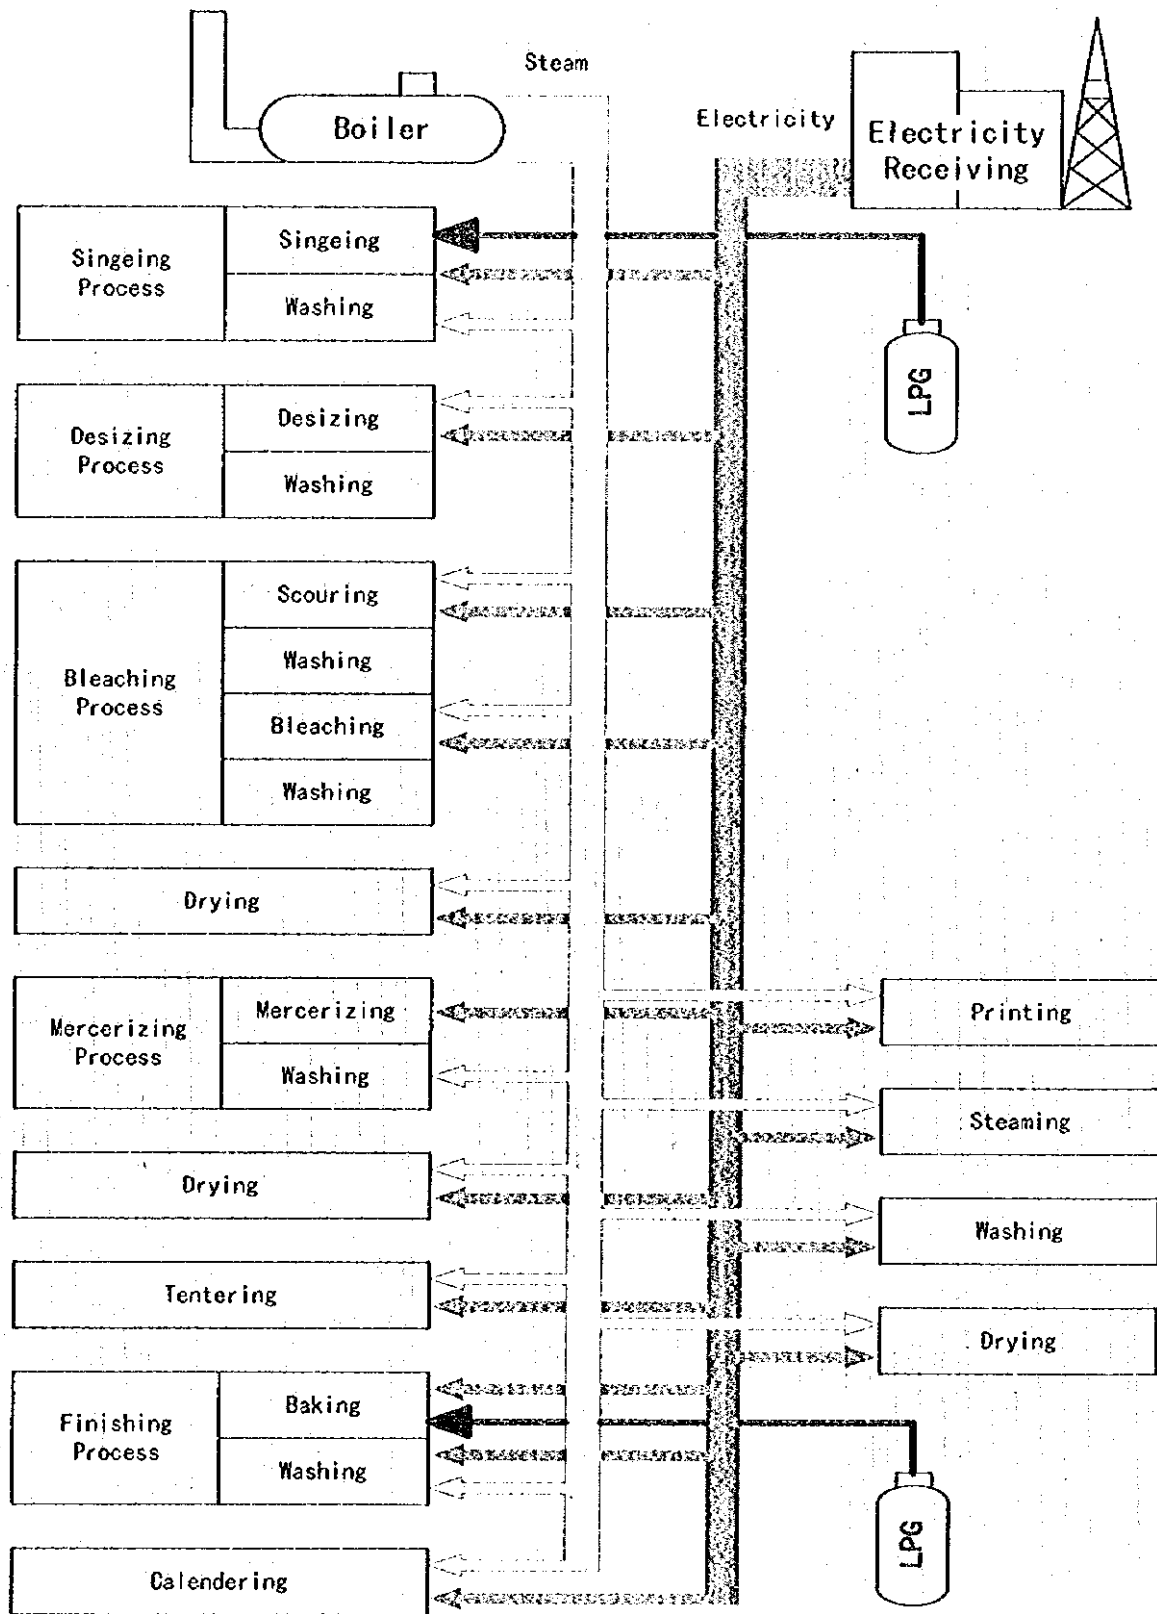 Steam
Boiler
Electricity
Electricity
Receiving
Singeing
Process
Singeing
Washing
LPG
Desizing
Process
Desizing
Washing
Bleaching
Process
Scouring
Washing
Bleaching
Washing
Drying
Mercerizing
Process
Mercerizing
Washing
Printing
Steaming
Drying
Washing
Tentering
Drying
Finishing
Process
Baking
Washing
LPG
Calendering